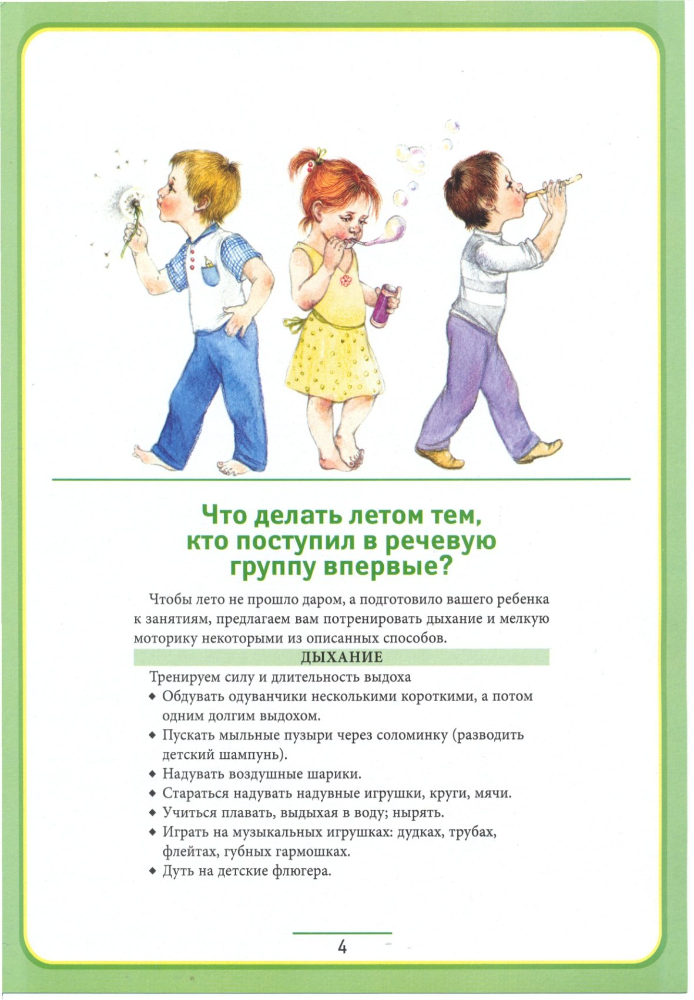 Что делать летом тем,
кто поступил в речевую
группу впервые?
Чтобы лето не прошло даром, а подготовило вашего ребенка
к занятиям, предлагаем вам потренировать дыхание и мелкую
моторику некоторыми из описанных способов.
ДЫХАНИЕ
Тренируем силу и длительность выдоха
◆ Обдувать одуванчики несколькими короткими, а потом
одним долгим выдохом.
◆ Пускать мыльные пузыри через соломинку (разводить
детский шампунь).
◆ Надувать воздушные шарики.
◆ Стараться надувать надувные игрушки, круги, мячи.
◆ Учиться плавать, выдыхая в воду; нырять.
◆ Играть на музыкальных игрушках: дудках, трубах,
флейтах, губных гармошках.
◆ Дуть на детские флюгера.
4